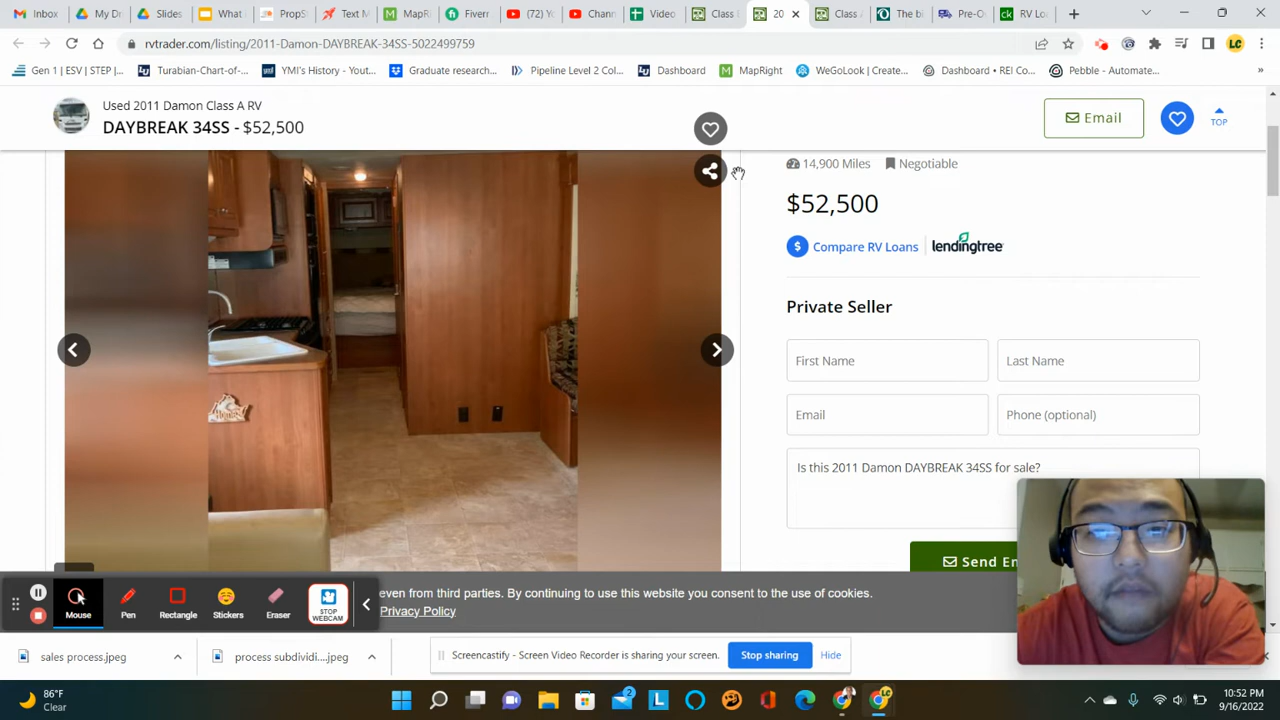 Inbox
My Drive
Slides
What
PropS
Text M
MapRi
Fiverr
(72) Yo
Chann
Video
Class
20
Class A
The bi
Pre-O
RV Lo
rvtrader.com/listing/2011-Damon-DAYBREAK-34SS-5022499759
LC
Gen 1 | ESV | STEP |...
Turabian-Chart-of-...
YMI's History - Yout...
Graduate research...
Pipeline Level 2 Col...
Dashboard
MapRight
WeGoLook | Create...
Dashboard • REI Co...
Pebble - Automate...
»
Used 2011 Damon Class A RV
DAYBREAK 34SS - $52,500
Email
TOP
14,900 Miles
Negotiable
$52,500
$ Compare RV Loans
lendingtree
Private Seller
First Name
Last Name
Email
Phone (optional)
Is this 2011 Damon DAYBREAK 34SS for sale?
Send Em
even from third parties. By continuing to use this website you consent to the use of cookies.
Privacy Policy
Mouse
Pen
Rectangle
Stickers
Eraser
STOP
WEBCAM
sales process.jpeg
process subdividi....jpeg
Screencastify - Screen Video Recorder is sharing your screen.
Stop sharing
Hide
86°F
Clear
2
L
LC
10:52 PM
9/16/2022